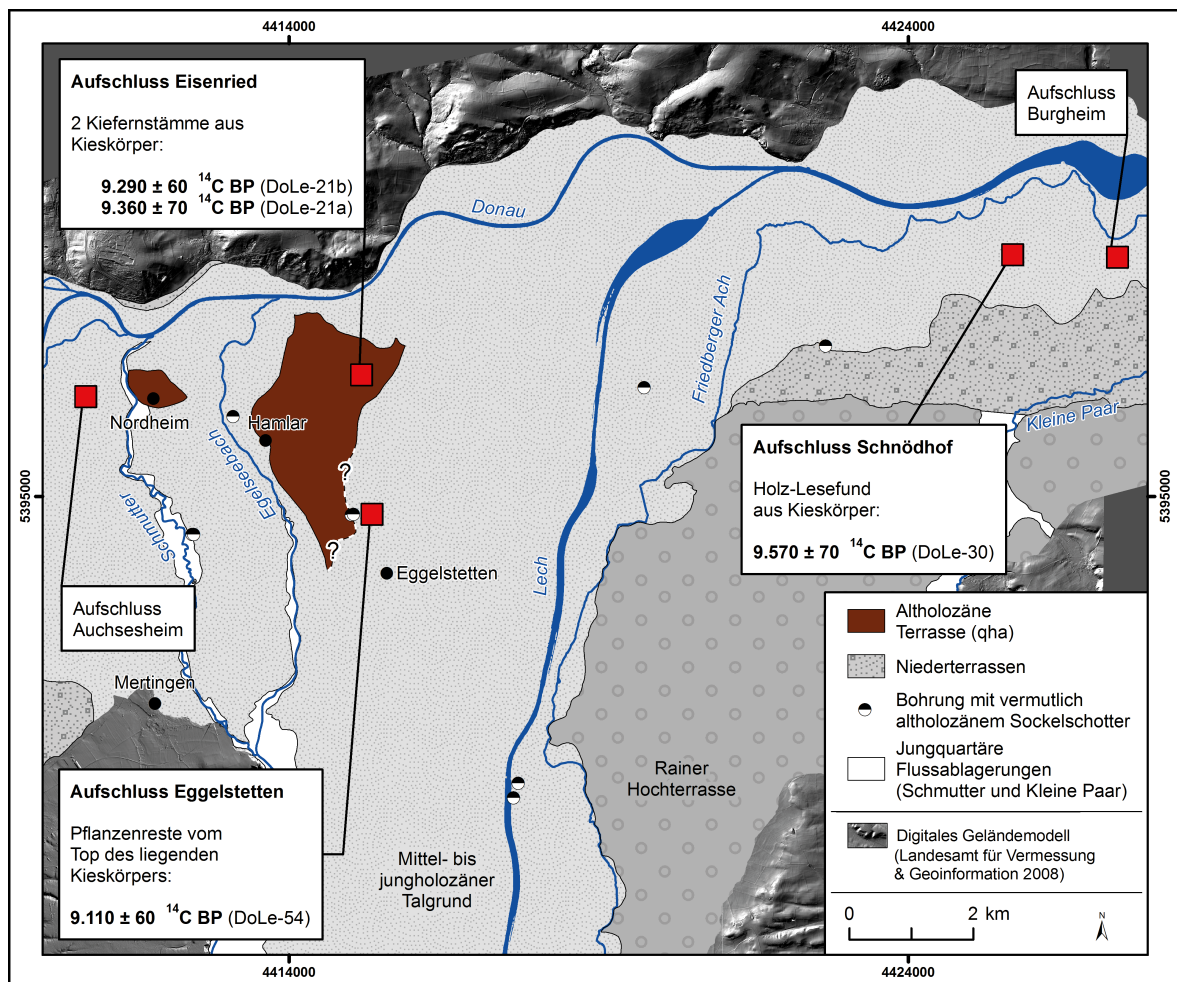 4414000
4424000
Aufschluss Eisenried
2 Kiefernstämme aus
Kieskörper:
9.290 ± 60 ¹⁴C BP (DoLe-21b)
9.360 ± 70 ¹⁴C BP (DoLe-21a)
Aufschluss
Burgheim
Donau
Friedberger Ach
Nordheim
Hamlar
Egelseebach
Schmutter
Kleine Paar
?
?
5395000
5395000
Aufschluss Schnödhof
Holz-Lesefund
aus Kieskörper:
9.570 ± 70 ¹⁴C BP (DoLe-30)
Eggelstetten
Lech
Aufschluss
Auchsesheim
Mertingen
Rainer
Hochterrasse
Aufschluss Eggelstetten
Pflanzenreste vom
Top des liegenden
Kieskörpers:
9.110 ± 60 ¹⁴C BP (DoLe-54)
Mittel- bis
jungholozäner
Talgrund
Altholozäne
Terrasse (qha)
Niederterrassen
Bohrung mit vermutlich
altholozänem Sockelschotter
Jungquartäre
Flussablagerungen
(Schmutter und Kleine Paar)
Digitales Geländemodell
(Landesamt für Vermessung
& Geoinformation 2008)
0 2 km
N
4414000
4424000